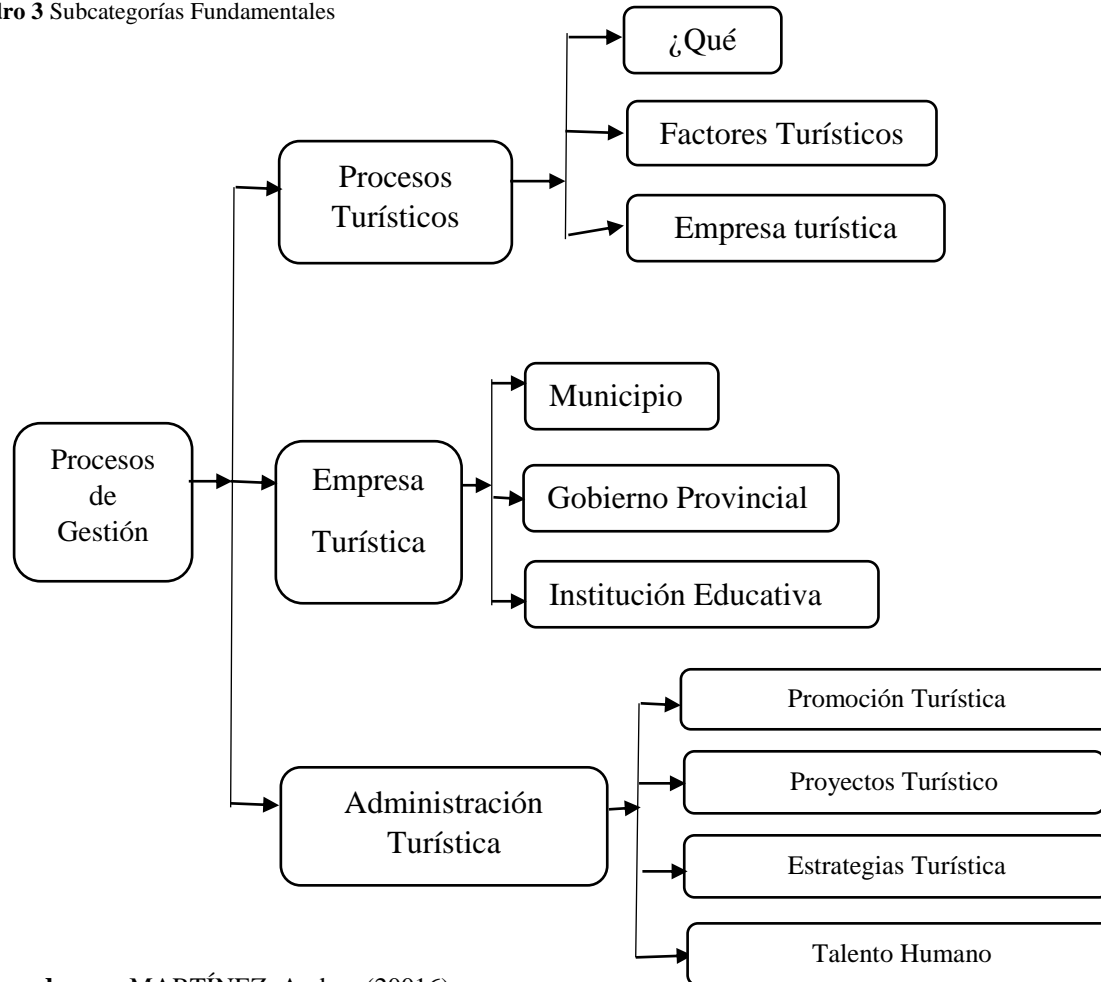 dro 3 Subcategorías Fundamentales
¿Qué
Factores Turísticos
Procesos
Turísticos
Empresa turística
Municipio
Procesos
de
Gestión
Empresa
Turística
Gobierno Provincial
Institución Educativa
Promoción Turística
Administración
Turística
Proyectos Turístico
Estrategias Turística
Talento Humano
MARTÍNEZ